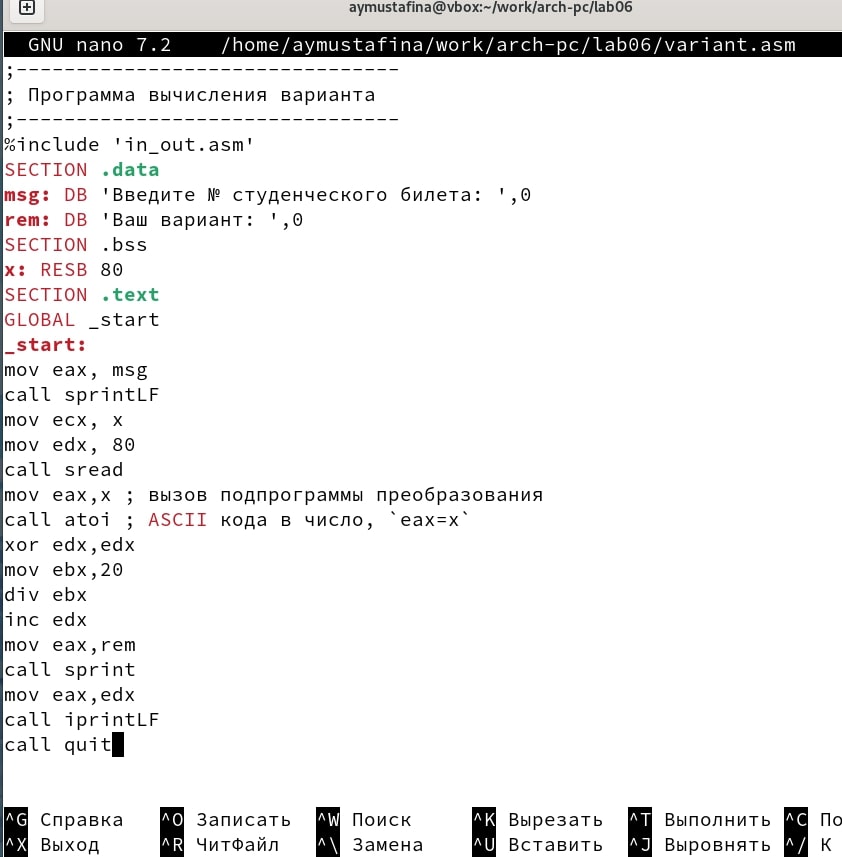 aymustafina@vbox:~/work/arch-pc/lab06
GNU nano 7.2 /home/aymustafina/work/arch-pc/lab06/variant.asm
;--------------------------------
; Программа вычисления варианта
;--------------------------------
%include 'in_out.asm'
SECTION .data
msg: DB 'Введите № студенческого билета: ',0
rem: DB 'Ваш вариант: ',0
SECTION .bss
x: RESB 80
SECTION .text
GLOBAL _start
_start:
mov eax, msg
call sprintLF
mov ecx, x
mov edx, 80
call sread
mov eax,x ; вызов подпрограммы преобразования
call atoi ; ASCII кода в число, `eax=x`
xor edx,edx
mov ebx,20
div ebx
inc edx
mov eax,rem
call sprint
mov eax,edx
call iprintLF
call quit
^G Справка ^O Записать ^W Поиск ^K Вырезать ^T Выполнить ^C По
^X Выход ^R ЧитФайл ^\ Замена ^U Вставить ^J Выровнять ^/ К